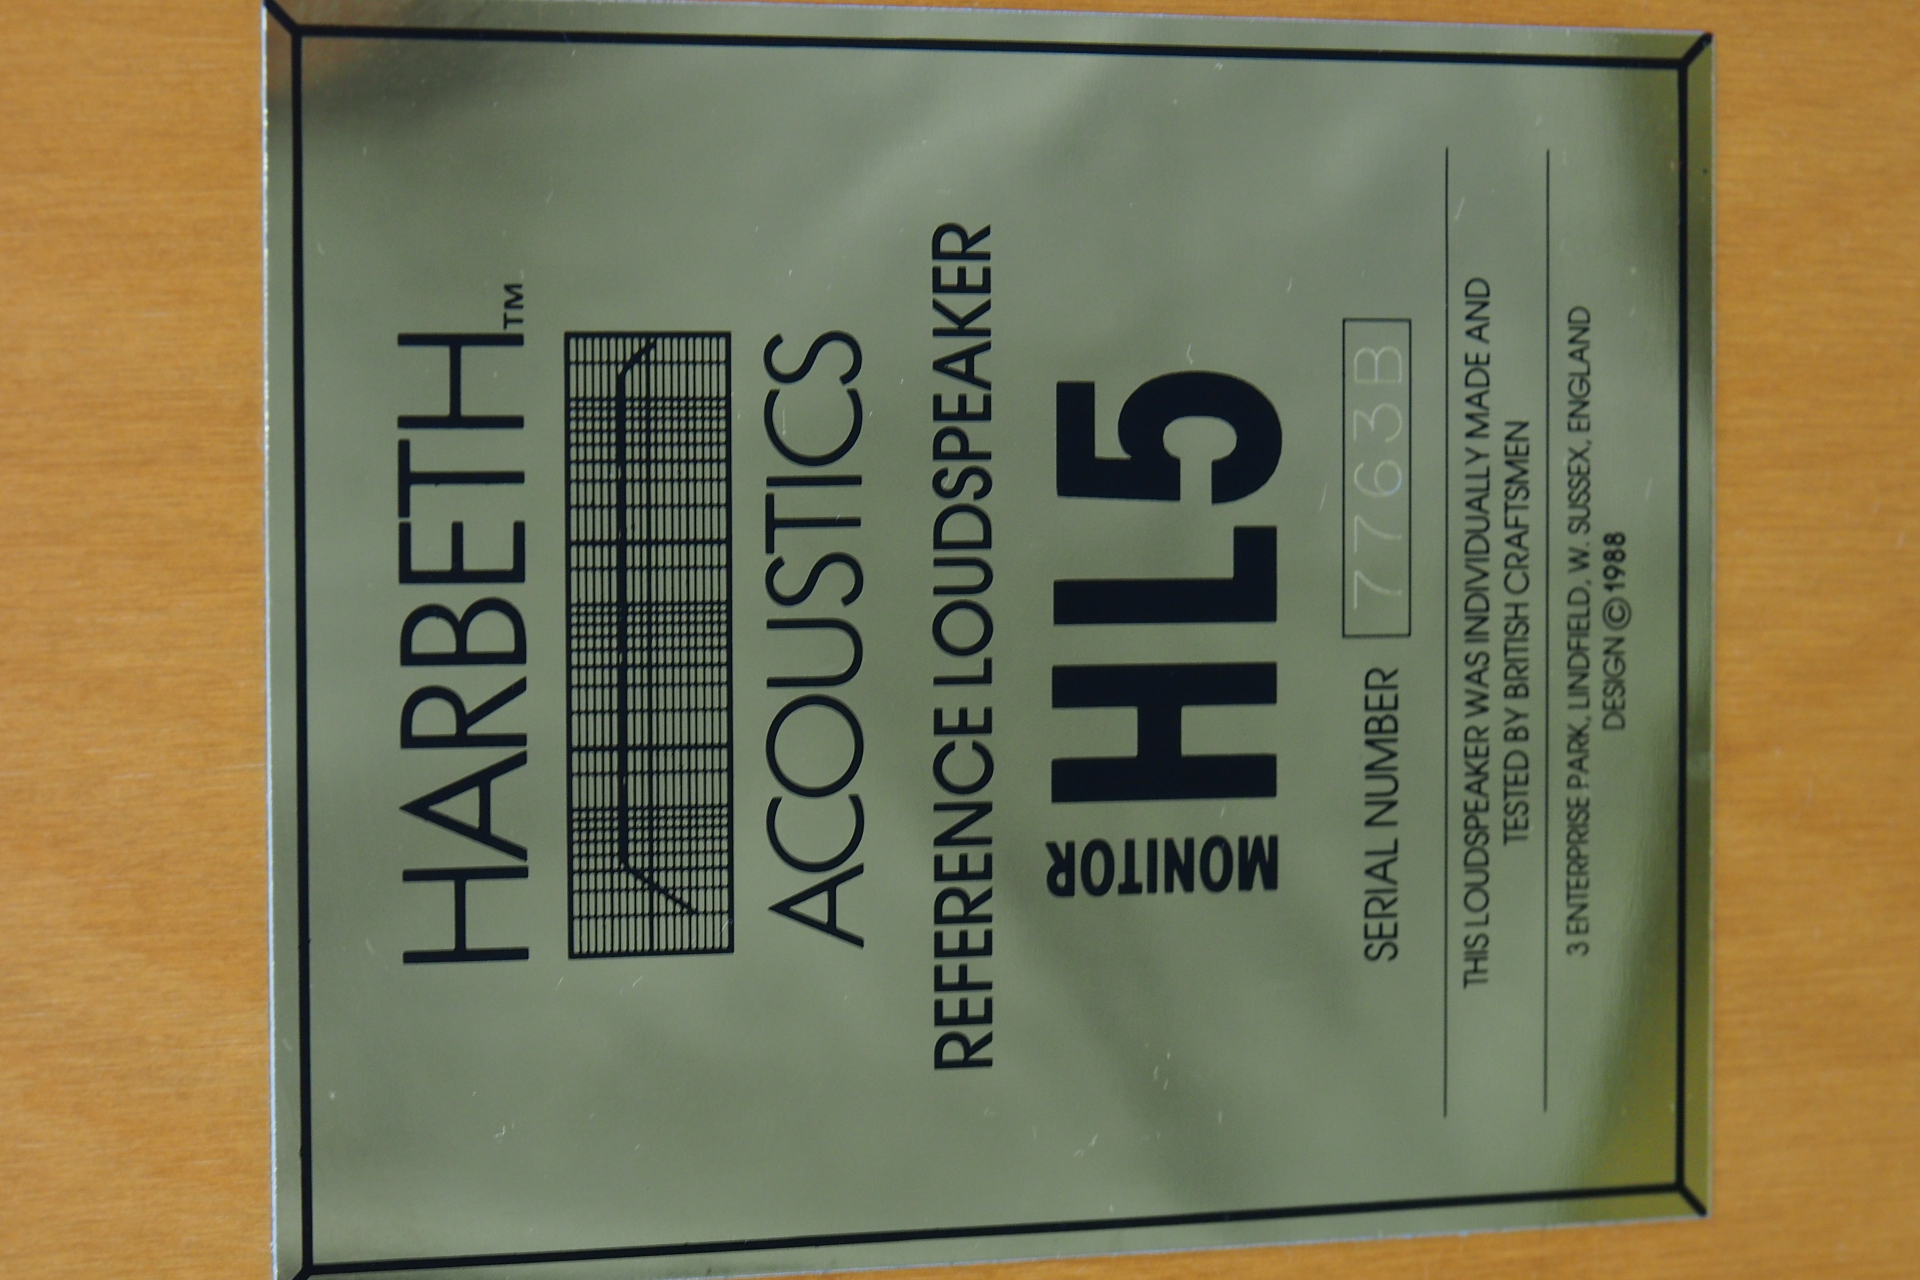 HARBETH™
ACOUSTICS
REFERENCE LOUDSPEAKER
MONITOR HL5
SERIAL NUMBER 7763B
THIS LOUDSPEAKER WAS INDIVIDUALLY MADE AND
TESTED BY BRITISH CRAFTSMEN
3 ENTERPRISE PARK, LINDFIELD, W. SUSSEX, ENGLAND
DESIGN © 1988